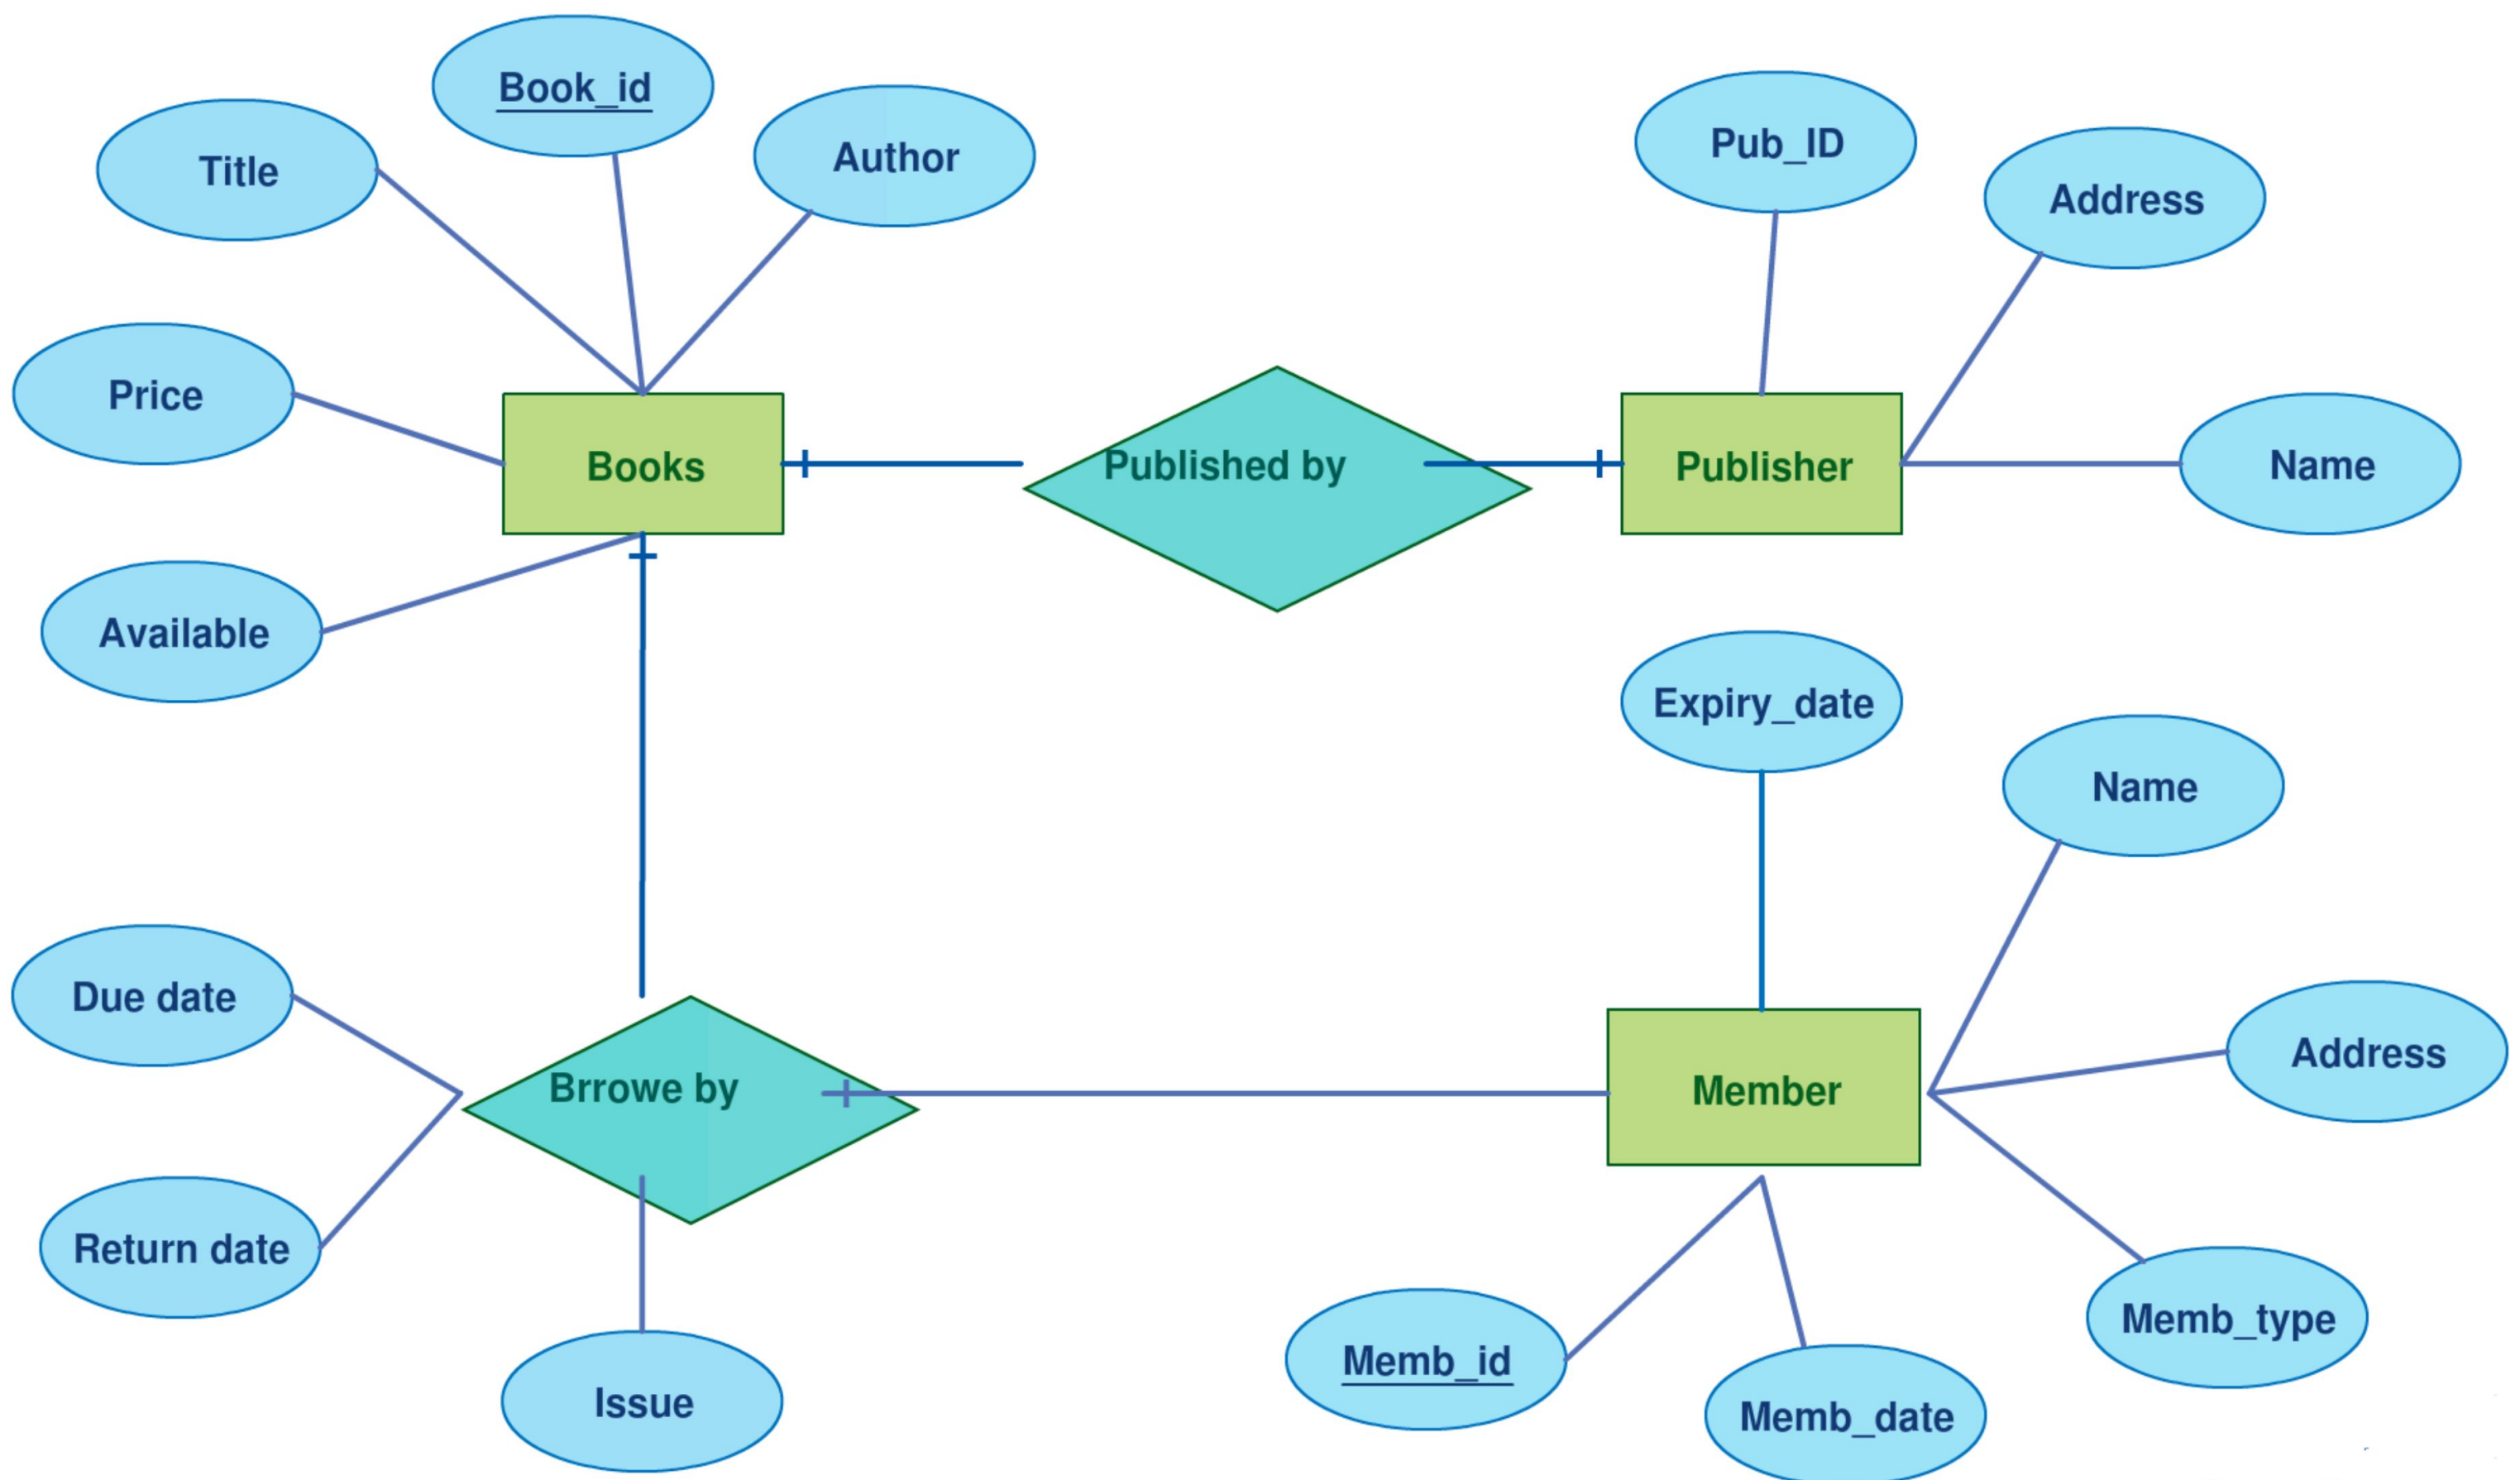 Book_id
Title
Author
Pub_ID
Address
Price
Books
Published by
Publisher
Name
Available
Expiry_date
Name
Due date
Brrowe by
Member
Address
Return date
Memb_id
Memb_type
Issue
Memb_date